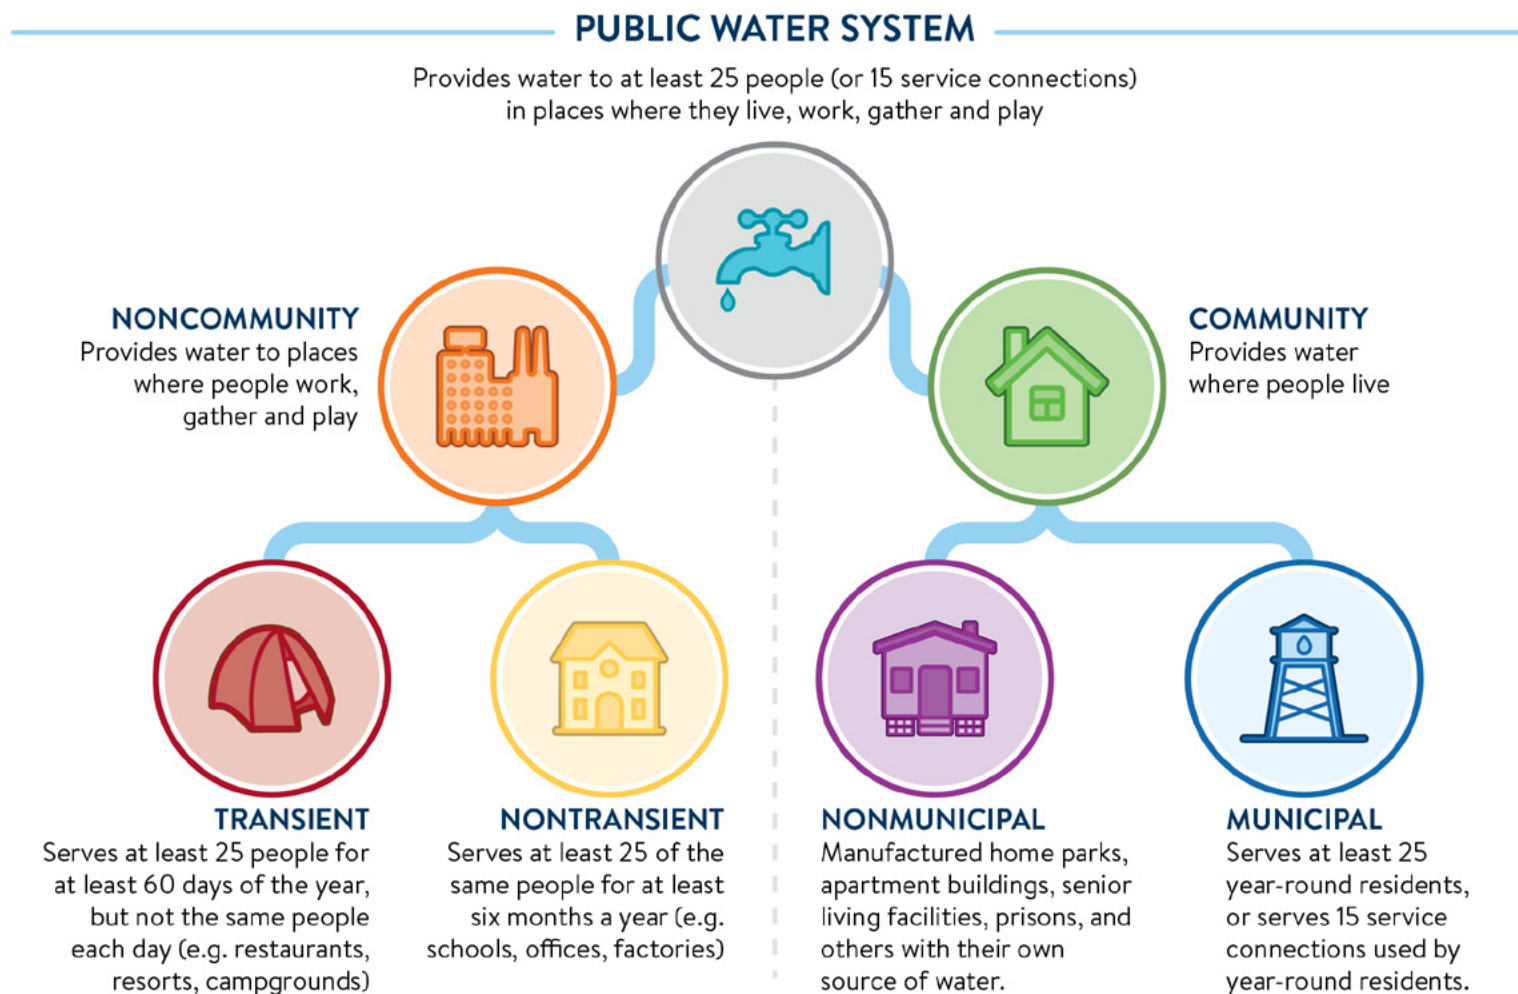 PUBLIC WATER SYSTEM
Provides water to at least 25 people (or 15 service connections)
in places where they live, work, gather and play
NONCOMMUNITY
Provides water to places
where people work,
gather and play
COMMUNITY
Provides water
where people live
TRANSIENT
Serves at least 25 people for
at least 60 days of the year,
but not the same people
each day (e.g. restaurants,
resorts, campgrounds)
NONTRANSIENT
Serves at least 25 of the
same people for at least
six months a year (e.g.
schools, offices, factories)
NONMUNICIPAL
Manufactured home parks,
apartment buildings, senior
living facilities, prisons, and
others with their own
source of water.
MUNICIPAL
Serves at least 25
year-round residents,
or serves 15 service
connections used by
year-round residents.